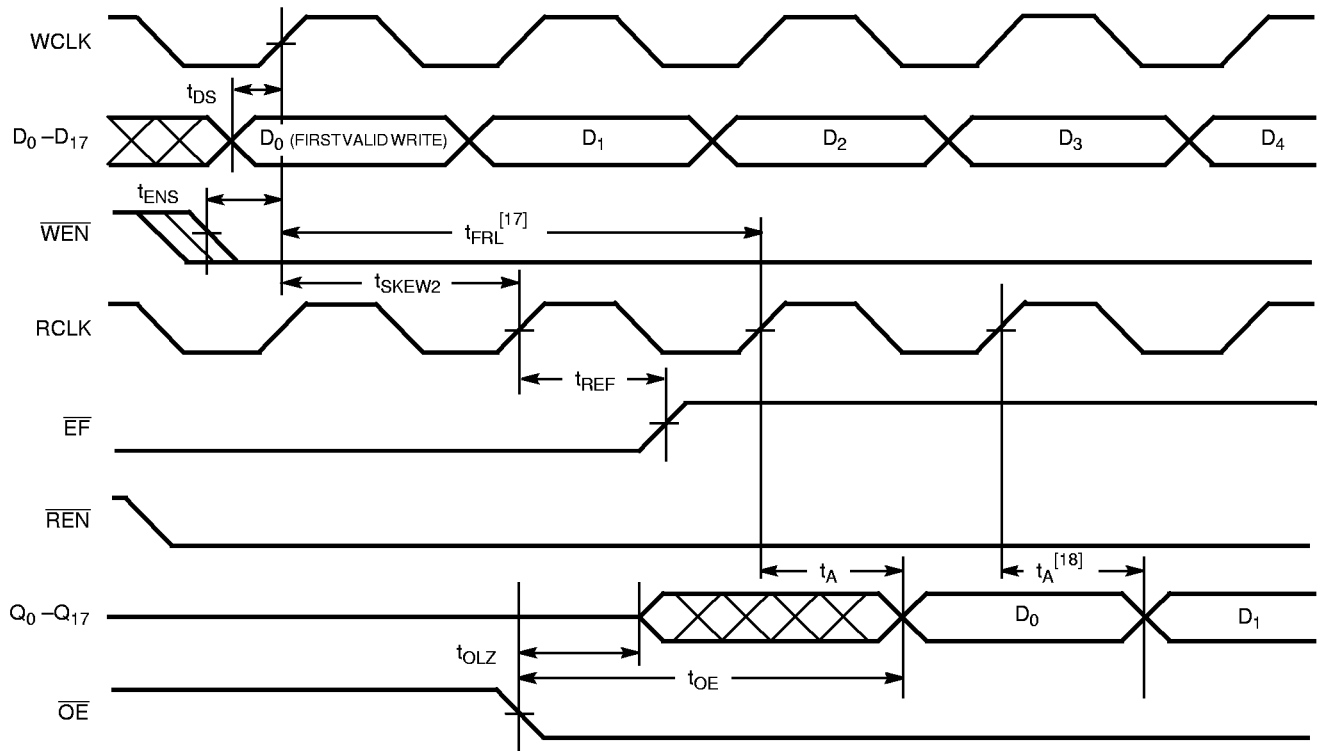 WCLK
tDS
D0 –D17
D0 (FIRST VALID WRITE)
D1
D2
D3
D4
tENS
WEN
tFRL[17]
tSKEW2
RCLK
tREF
EF
REN
tA
tA[18]
Q0 –Q17
D0
D1
tOLZ
tOE
OE